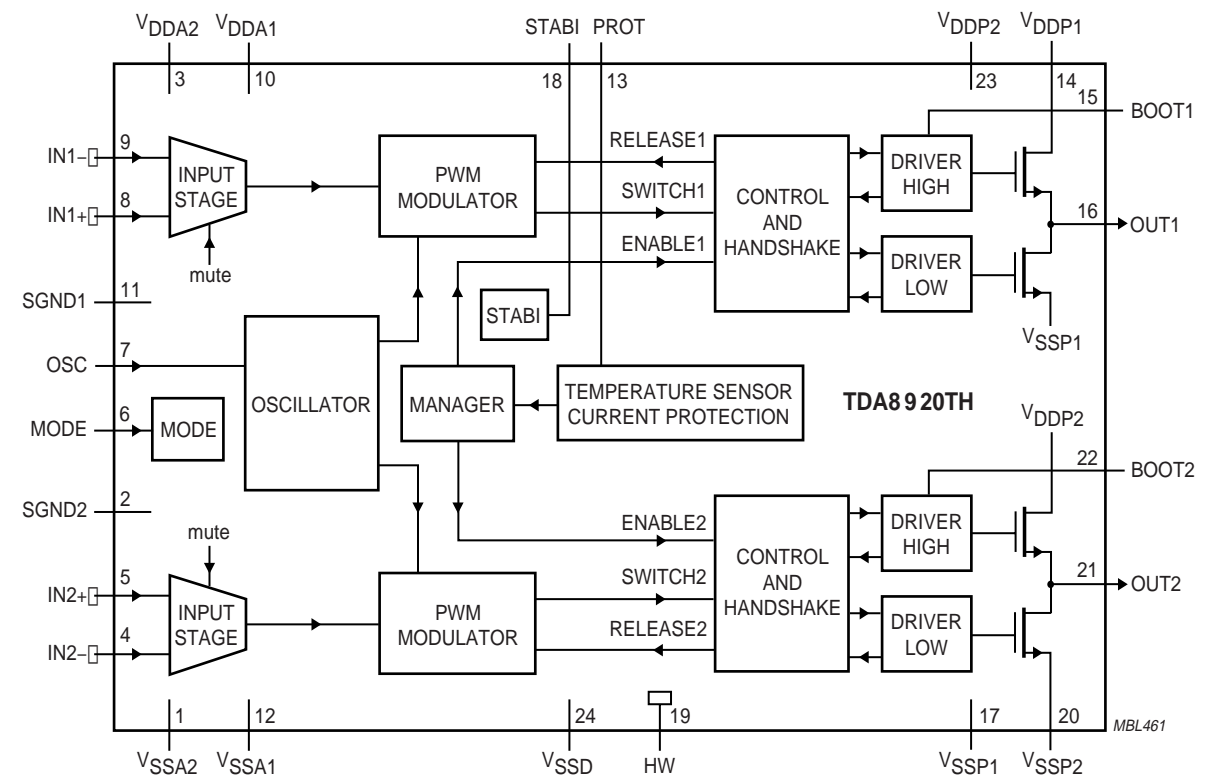 VDDA2 VDDA1 STABI PROT VDDP2 VDDP1
3 10 18 13 23 14
15 BOOT1
IN1− 9
INPUT
STAGE
IN1+ 8
mute
PWM
MODULATOR
RELEASE1
SWITCH1
ENABLE1
CONTROL
AND
HANDSHAKE
DRIVER
HIGH
16 OUT1
DRIVER
LOW
VSSP1
SGND1 11
STABI
OSC 7
OSCILLATOR
MANAGER
TEMPERATURE SENSOR
CURRENT PROTECTION
TDA8920TH
MODE 6
MODE
VDDP2
22 BOOT2
SGND2 2
mute
IN2+ 5
INPUT
STAGE
IN2− 4
PWM
MODULATOR
ENABLE2
SWITCH2
RELEASE2
CONTROL
AND
HANDSHAKE
DRIVER
HIGH
21 OUT2
DRIVER
LOW
1 12 24 19 17 20
MBL461
VSSA2 VSSA1 VSSD HW VSSP1 VSSP2